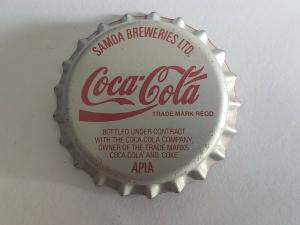 SAMOA BREWERIES LTD.
Coca-Cola
TRADE MARK REGD.
BOTTLED UNDER CONTRACT
WITH THE COCA-COLA COMPANY,
OWNER OF THE TRADE MARKS
'COCA-COLA' AND 'COKE'
APIA